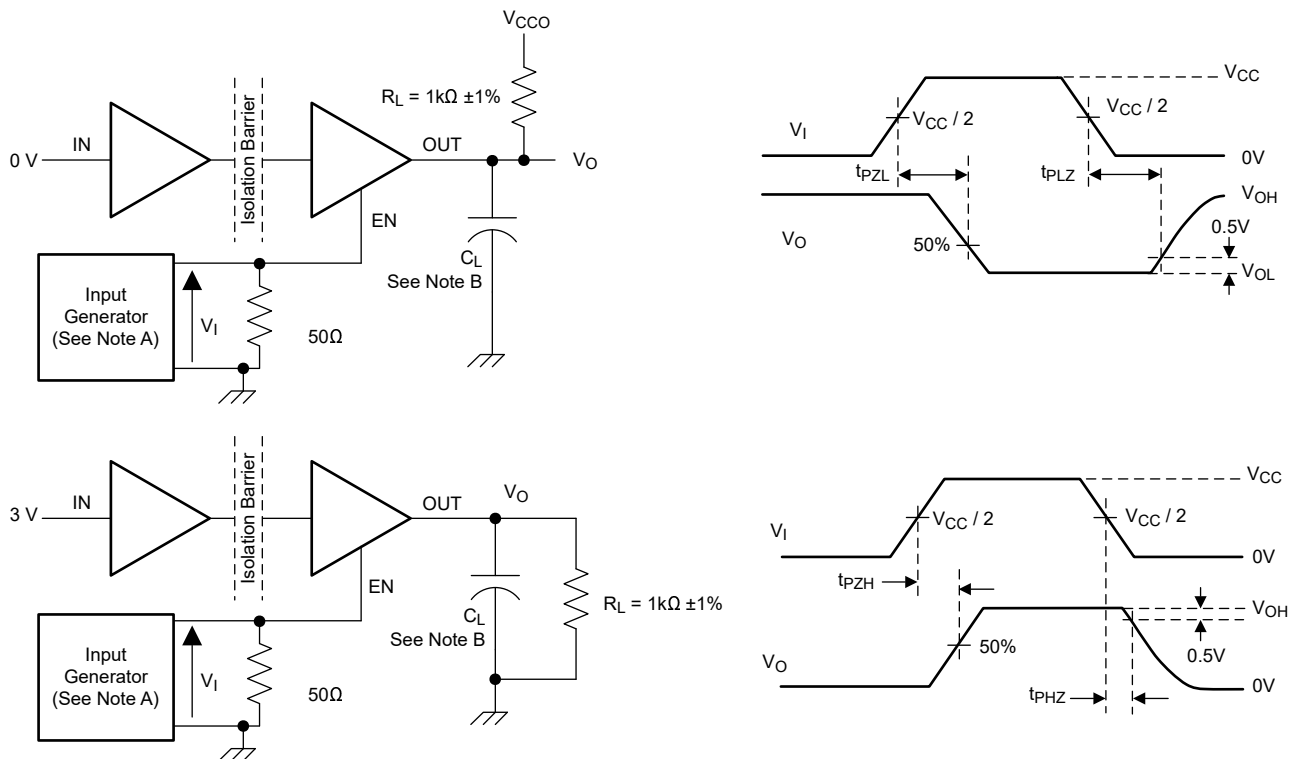 VCCO
RL = 1kΩ ±1%
0 V
IN
Isolation Barrier
OUT
VO
EN
CL
See Note B
Input
Generator
(See Note A)
VI
50Ω
VCC
VCC / 2
VCC / 2
VI
0V
tPZL
tPLZ
VOH
VO
50%
0.5V
VOL
3 V
IN
Isolation Barrier
OUT
VO
EN
CL
See Note B
RL = 1kΩ ±1%
Input
Generator
(See Note A)
VI
50Ω
VCC
VI
VCC / 2
VCC / 2
0V
tPZH
VOH
VO
50%
0.5V
tPHZ
0V